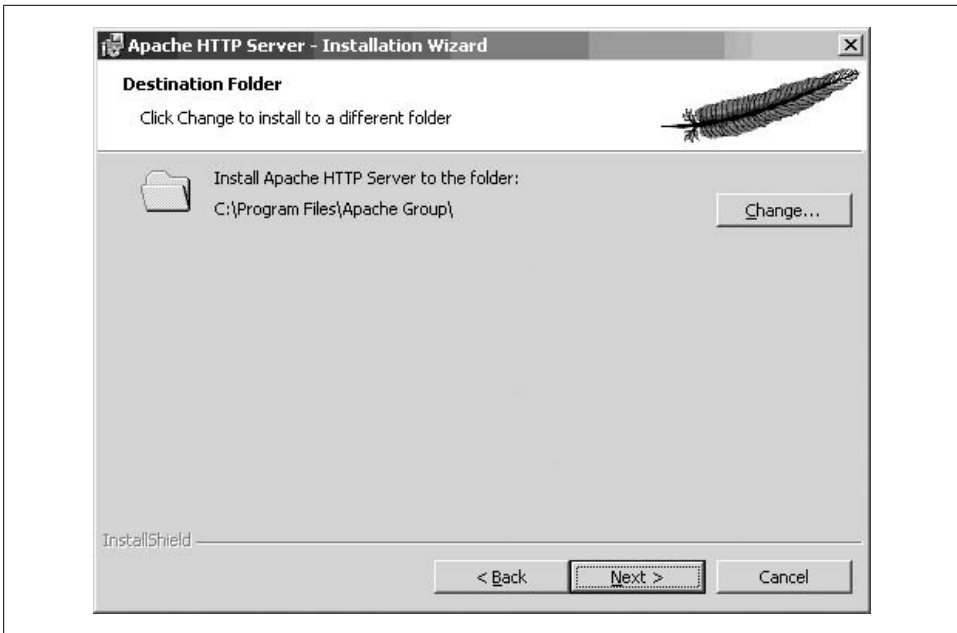 Apache HTTP Server - Installation Wizard
Destination Folder
Click Change to install to a different folder
Install Apache HTTP Server to the folder:
C:\Program Files\Apache Group\
Change...
InstallShield
< Back
Next >
Cancel